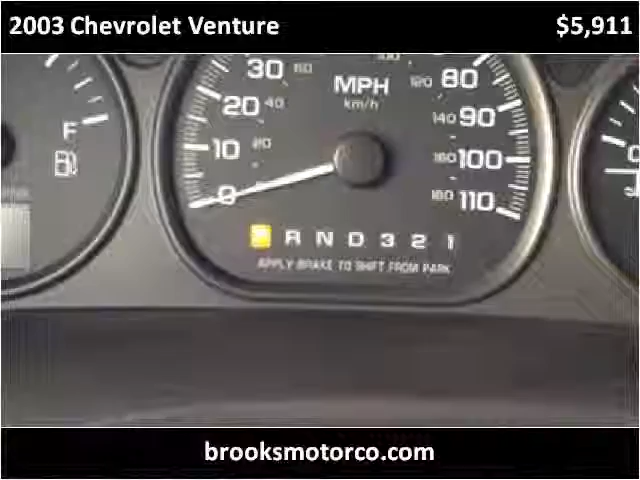 2003 Chevrolet Venture $5,911
30 60 MPH 100 120 80
20 40 km/h 140 90
F 10 20 160 100
0 180 110
R N D 3 2 1
APPLY BRAKE TO SHIFT FROM PARK
brooksmotorco.com